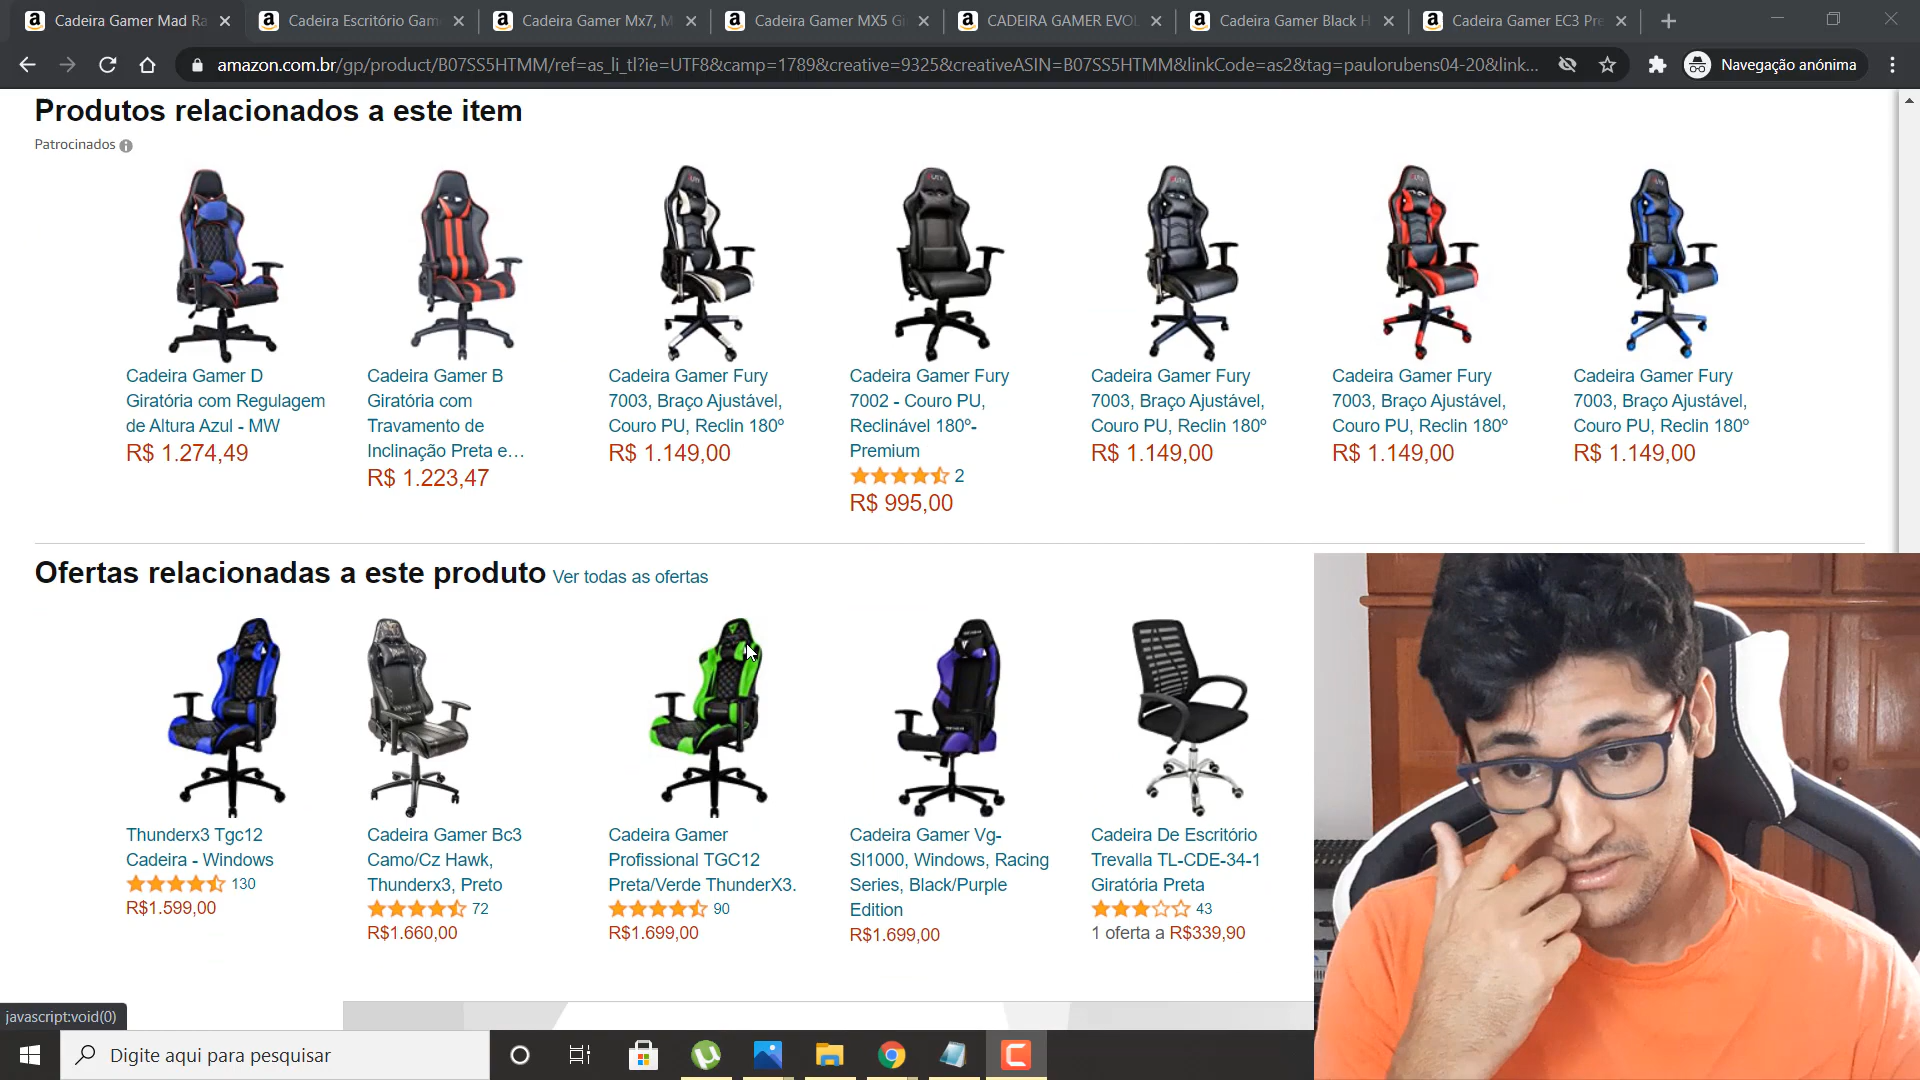 Cadeira Gamer Mad Ra
Cadeira Escritório Gam
Cadeira Gamer Mx7, M
Cadeira Gamer MX5 Gi
CADEIRA GAMER EVOL
Cadeira Gamer Black H
Cadeira Gamer EC3 Pre
amazon.com.br/gp/product/B07SS5HTMM/ref=as_li_tl?ie=UTF8&camp=1789&creative=9325&creativeASIN=B07SS5HTMM&linkCode=as2&tag=paulorubens04-20&link...
Navegação anónima
Produtos relacionados a este item
Patrocinados
Cadeira Gamer D
Giratória com Regulagem
de Altura Azul - MW
R$ 1.274,49
Cadeira Gamer B
Giratória com
Travamento de
Inclinação Preta e...
R$ 1.223,47
Cadeira Gamer Fury
7003, Braço Ajustável,
Couro PU, Reclin 180º
R$ 1.149,00
Cadeira Gamer Fury
7002 - Couro PU,
Reclinável 180º-
Premium
2
R$ 995,00
Cadeira Gamer Fury
7003, Braço Ajustável,
Couro PU, Reclin 180º
R$ 1.149,00
Cadeira Gamer Fury
7003, Braço Ajustável,
Couro PU, Reclin 180º
R$ 1.149,00
Cadeira Gamer Fury
7003, Braço Ajustável,
Couro PU, Reclin 180º
R$ 1.149,00
Ofertas relacionadas a este produto Ver todas as ofertas
Thunderx3 Tgc12
Cadeira - Windows
130
R$1.599,00
Cadeira Gamer Bc3
Camo/Cz Hawk,
Thunderx3, Preto
72
R$1.660,00
Cadeira Gamer
Profissional TGC12
Preta/Verde ThunderX3.
90
R$1.699,00
Cadeira Gamer Vg-
Sl1000, Windows, Racing
Series, Black/Purple
Edition
R$1.699,00
Cadeira De Escritório
Trevalla TL-CDE-34-1
Giratória Preta
43
1 oferta a R$339,90
javascript:void(0)
Digite aqui para pesquisar